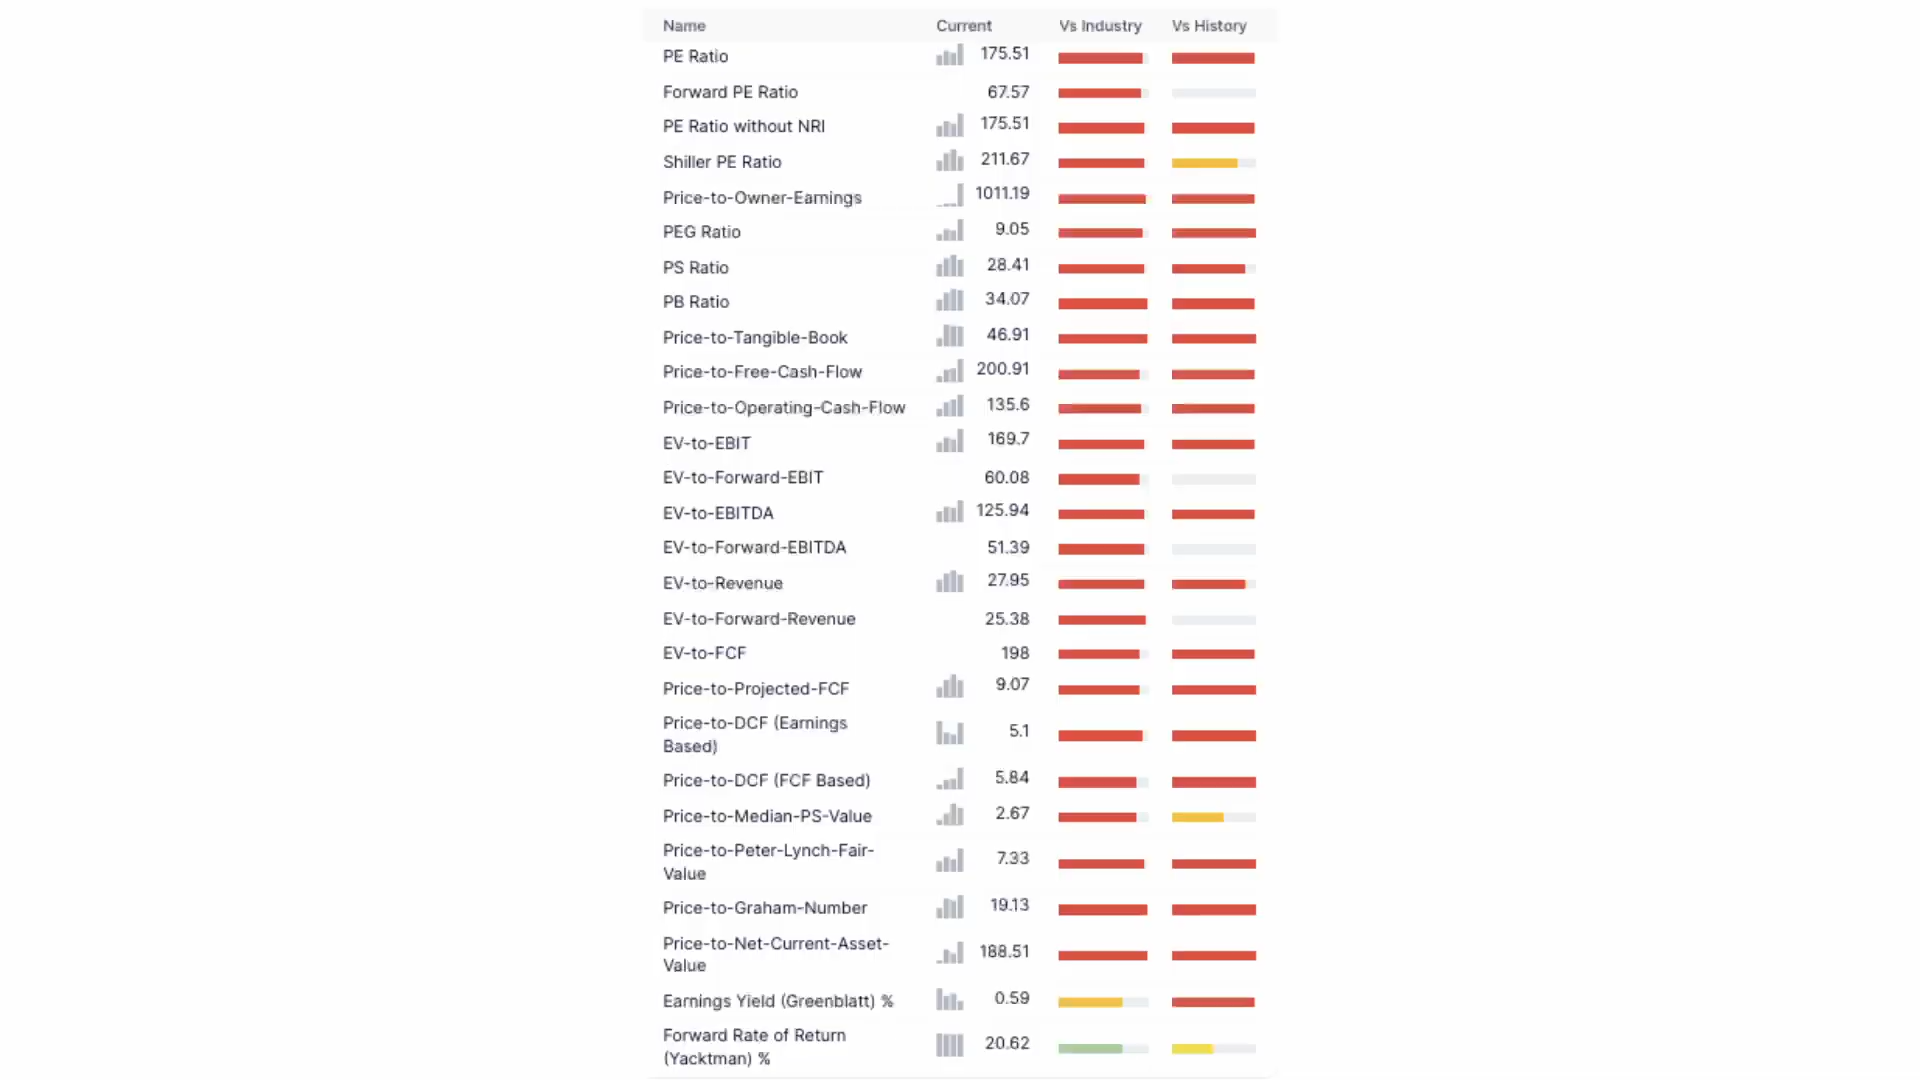 Name Current Vs Industry Vs History
PE Ratio 175.51
Forward PE Ratio 67.57
PE Ratio without NRI 175.51
Shiller PE Ratio 211.67
Price-to-Owner-Earnings 1011.19
PEG Ratio 9.05
PS Ratio 28.41
PB Ratio 34.07
Price-to-Tangible-Book 46.91
Price-to-Free-Cash-Flow 200.91
Price-to-Operating-Cash-Flow 135.6
EV-to-EBIT 169.7
EV-to-Forward-EBIT 60.08
EV-to-EBITDA 125.94
EV-to-Forward-EBITDA 51.39
EV-to-Revenue 27.95
EV-to-Forward-Revenue 25.38
EV-to-FCF 198
Price-to-Projected-FCF 9.07
Price-to-DCF (Earnings
Based) 5.1
Price-to-DCF (FCF Based) 5.84
Price-to-Median-PS-Value 2.67
Price-to-Peter-Lynch-Fair-
Value 7.33
Price-to-Graham-Number 19.13
Price-to-Net-Current-Asset-
Value 188.51
Earnings Yield (Greenblatt) % 0.59
Forward Rate of Return
(Yacktman) % 20.62